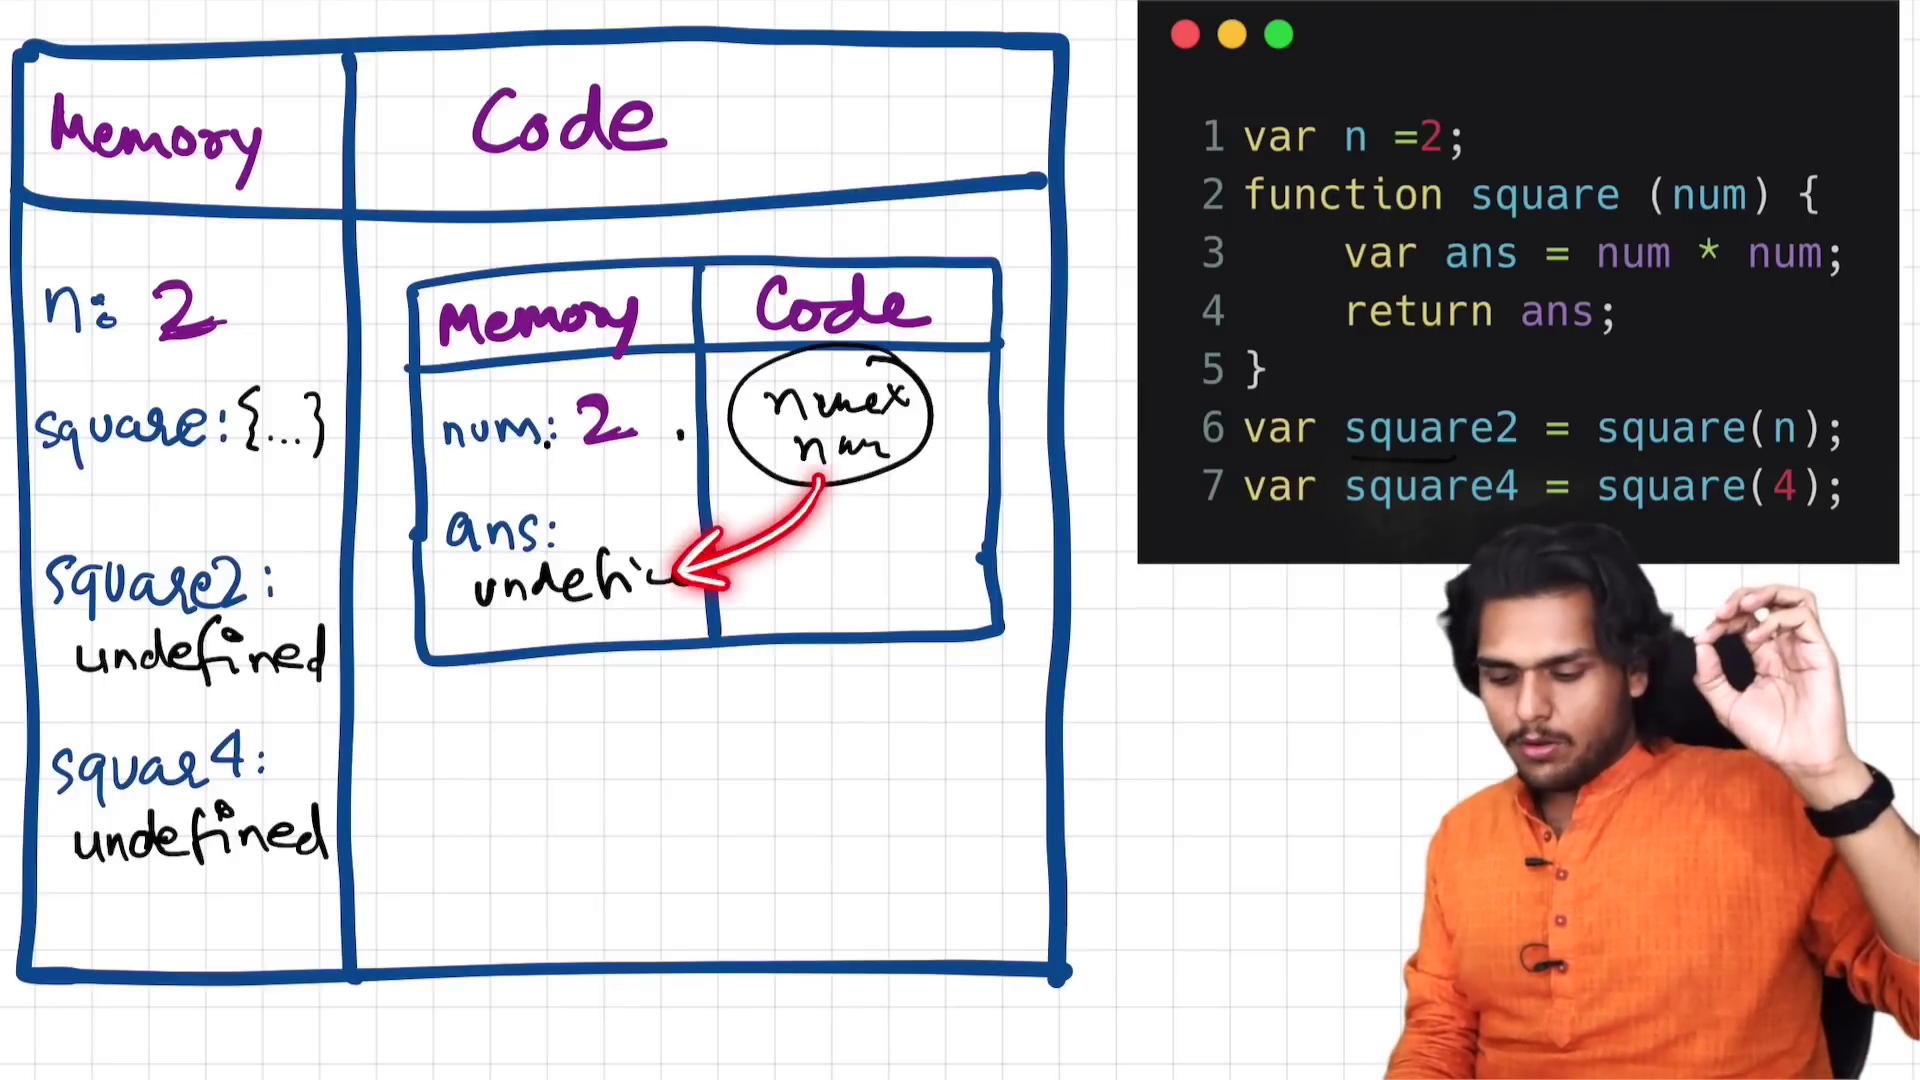 Memory
Code
n: 2
square: {...}
square2:
undefined
squar4:
undefined
Memory
Code
num: 2
num x
num
ans:
undefi
1 var n =2;
2 function square (num) {
3 var ans = num * num;
4 return ans;
5 }
6 var square2 = square(n);
7 var square4 = square(4);